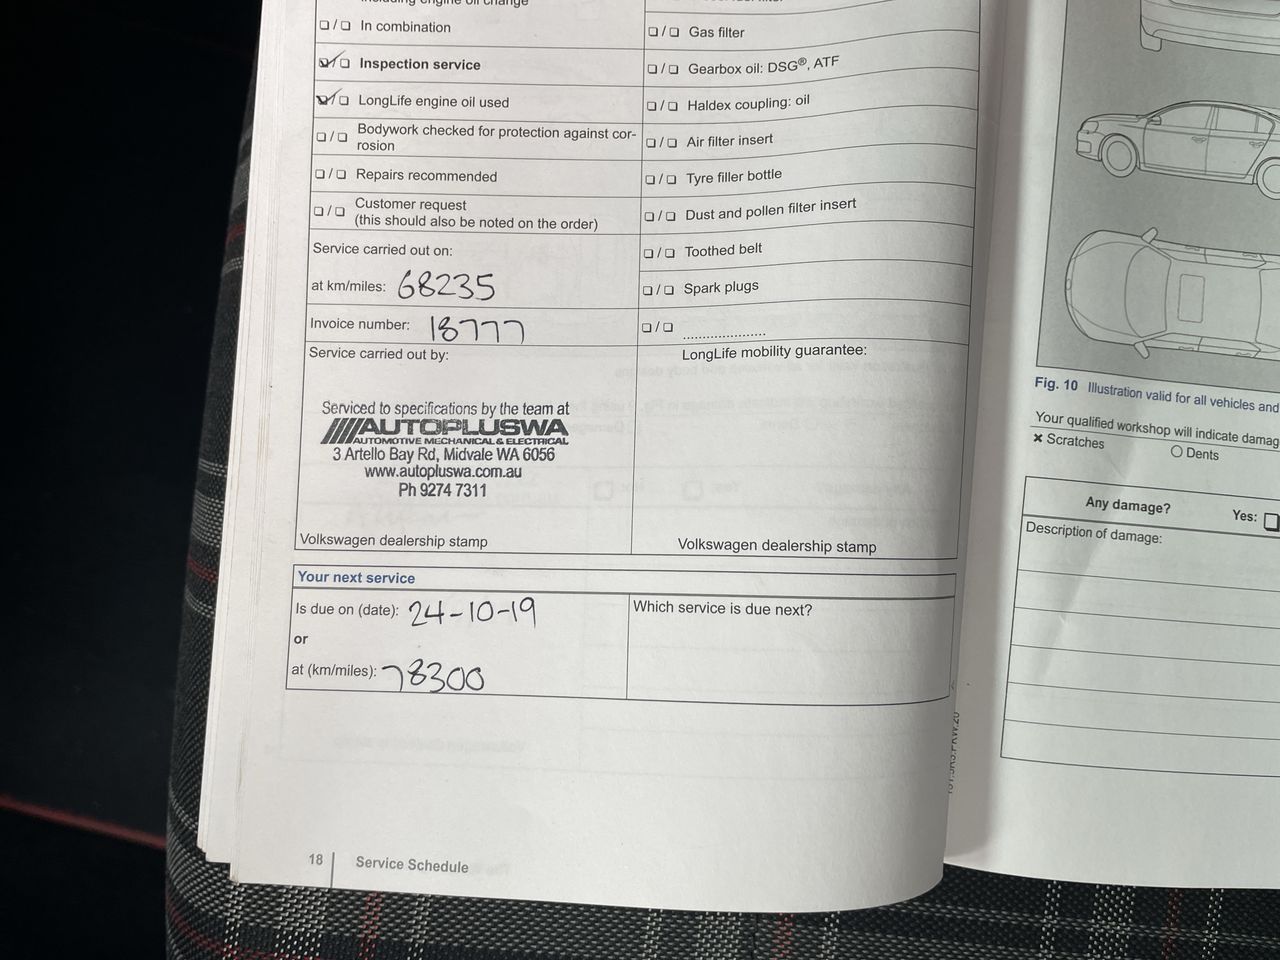 including engine oil change
☐ / ☐ In combination
☑ / ☐ Inspection service
☑ / ☐ LongLife engine oil used
☐ / ☐ Bodywork checked for protection against cor-
rosion
☐ / ☐ Repairs recommended
☐ / ☐ Customer request
(this should also be noted on the order)
Service carried out on:
at km/miles: 68235
Invoice number: 18777
Service carried out by:
Serviced to specifications by the team at
AUTOPLUSWA
AUTOMOTIVE MECHANICAL & ELECTRICAL
3 Artello Bay Rd, Midvale WA 6056
www.autopluswa.com.au
Ph 9274 7311
Volkswagen dealership stamp
☐ / ☐ Gas filter
☐ / ☐ Gearbox oil: DSG®, ATF
☐ / ☐ Haldex coupling: oil
☐ / ☐ Air filter insert
☐ / ☐ Tyre filler bottle
☐ / ☐ Dust and pollen filter insert
☐ / ☐ Toothed belt
☐ / ☐ Spark plugs
☐ / ☐ ......................
LongLife mobility guarantee:
Volkswagen dealership stamp
Your next service
Is due on (date): 24-10-19
or
at (km/miles): 78300
Which service is due next?
18 Service Schedule
Fig. 10 Illustration valid for all vehicles and
Your qualified workshop will indicate damag
× Scratches
○ Dents
Any damage?
Yes: ☐
Description of damage: